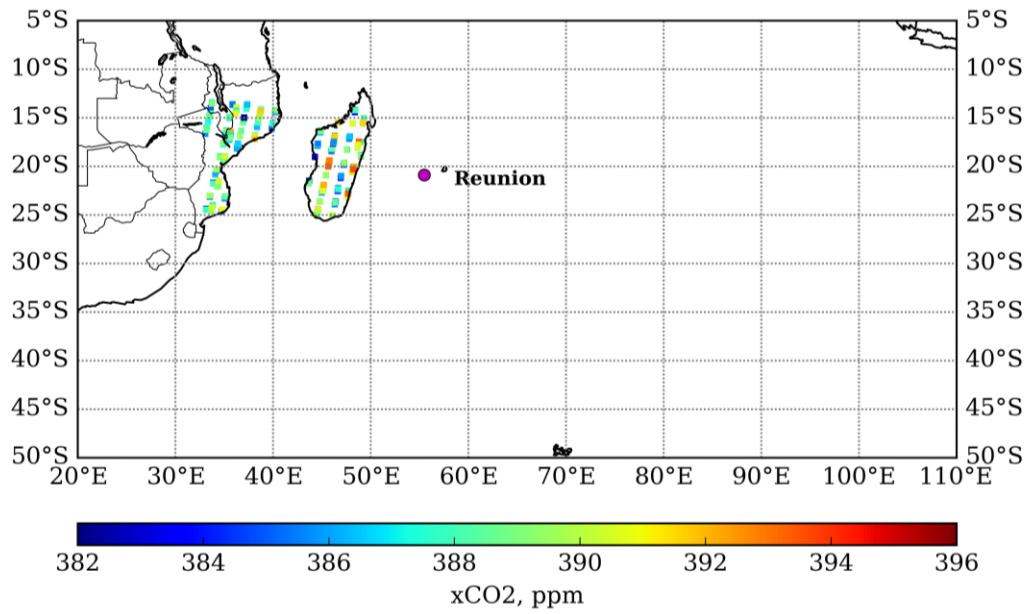 5°S 5°S
10°S 10°S
15°S 15°S
20°S 20°S
Reunion
25°S 25°S
30°S 30°S
35°S 35°S
40°S 40°S
45°S 45°S
50°S 50°S
20°E 30°E 40°E 50°E 60°E 70°E 80°E 90°E 100°E 110°E
382 384 386 388 390 392 394 396
xCO2, ppm